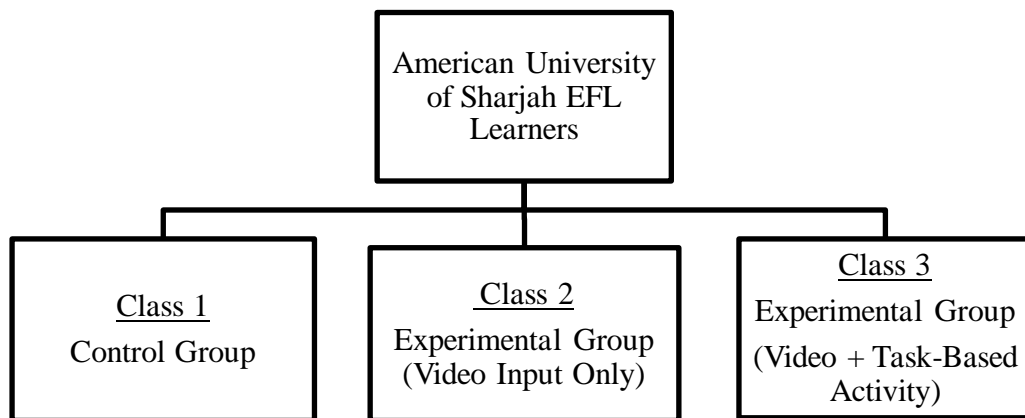 American University
of Sharjah EFL
Learners
Class 1
Control Group
Class 2
Experimental Group
(Video Input Only)
Class 3
Experimental Group
(Video + Task-Based
Activity)